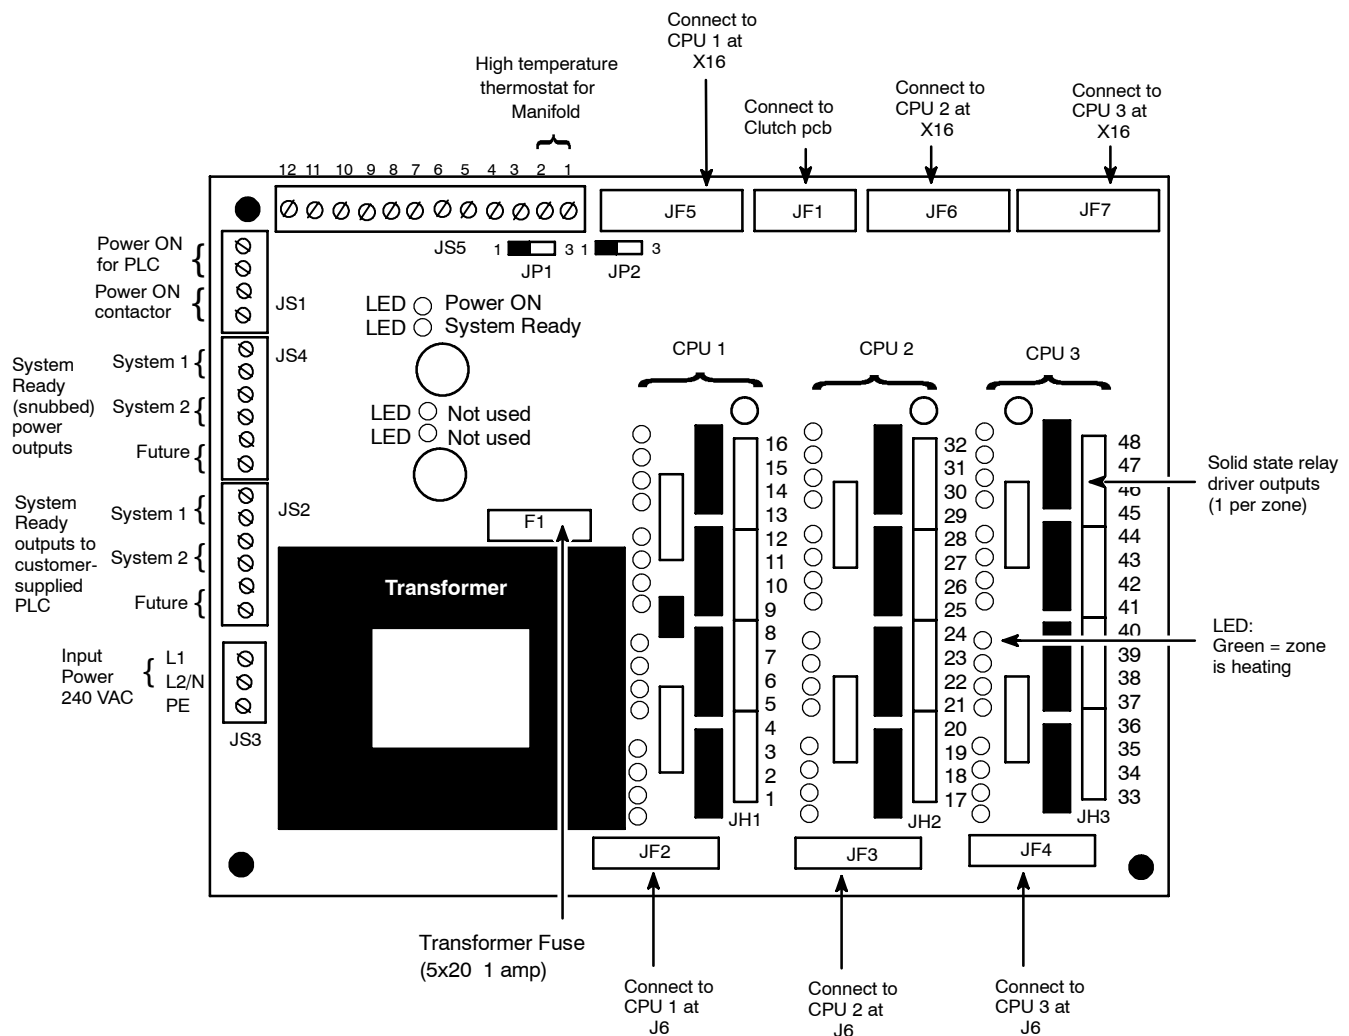 Connect to
CPU 1 at
X16
High temperature
thermostat for
Manifold
Connect to
Clutch pcb
Connect to
CPU 2 at
X16
Connect to
CPU 3 at
X16
12 11 10 9 8 7 6 5 4 3 2 1
JF5
JF1
JF6
JF7
JS5
1 3
JP1
1 3
JP2
Power ON
for PLC
Power ON
contactor
JS1
LED Power ON
LED System Ready
System
Ready
(snubbed)
power
outputs
System 1
System 2
Future
JS4
LED Not used
LED Not used
System
Ready
outputs to
customer-
supplied
PLC
System 1
System 2
Future
JS2
F1
Transformer
Input
Power
240 VAC
L1
L2/N
PE
JS3
CPU 1
16
15
14
13
12
11
10
9
8
7
6
5
4
3
2
1
JH1
CPU 2
32
31
30
29
28
27
26
25
24
23
22
21
20
19
18
17
JH2
CPU 3
48
47
46
45
44
43
42
41
40
39
38
37
36
35
34
33
JH3
Solid state relay
driver outputs
(1 per zone)
LED:
Green = zone
is heating
JF2
JF3
JF4
Transformer Fuse
(5x20 1 amp)
Connect to
CPU 1 at
J6
Connect to
CPU 2 at
J6
Connect to
CPU 3 at
J6